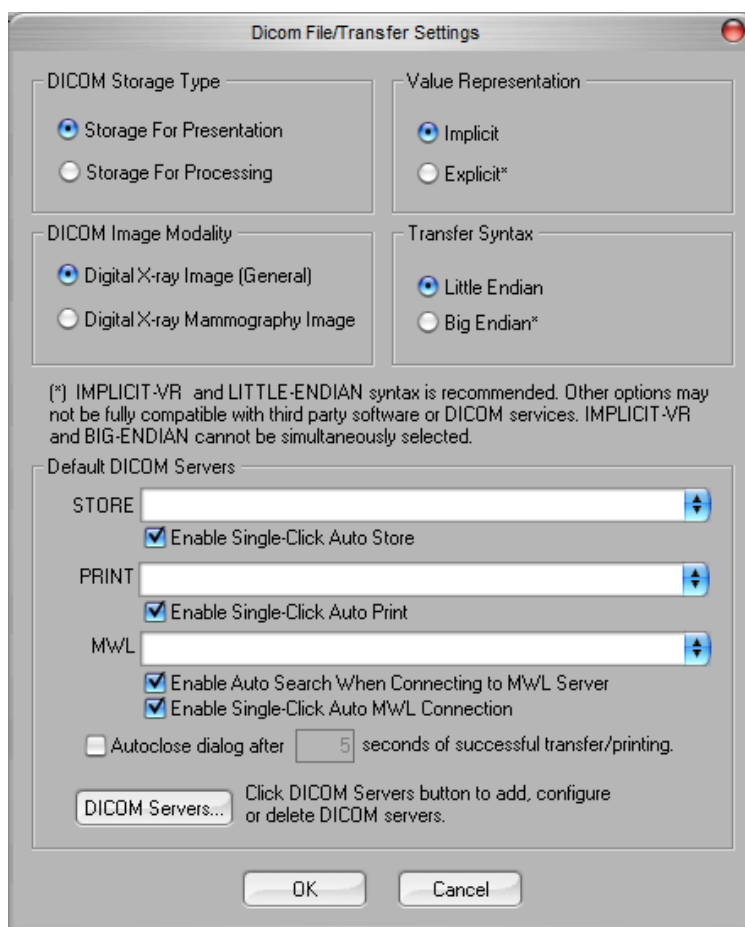 Dicom File/Transfer Settings
DICOM Storage Type
Storage For Presentation
Storage For Processing
Value Representation
Implicit
Explicit*
DICOM Image Modality
Digital X-ray Image (General)
Digital X-ray Mammography Image
Transfer Syntax
Little Endian
Big Endian*
(*) IMPLICIT-VR and LITTLE-ENDIAN syntax is recommended. Other options may
not be fully compatible with third party software or DICOM services. IMPLICIT-VR
and BIG-ENDIAN cannot be simultaneously selected.
Default DICOM Servers
STORE
Enable Single-Click Auto Store
PRINT
Enable Single-Click Auto Print
MWL
Enable Auto Search When Connecting to MWL Server
Enable Single-Click Auto MWL Connection
Autoclose dialog after 5 seconds of successful transfer/printing.
DICOM Servers...
Click DICOM Servers button to add, configure
or delete DICOM servers.
OK
Cancel